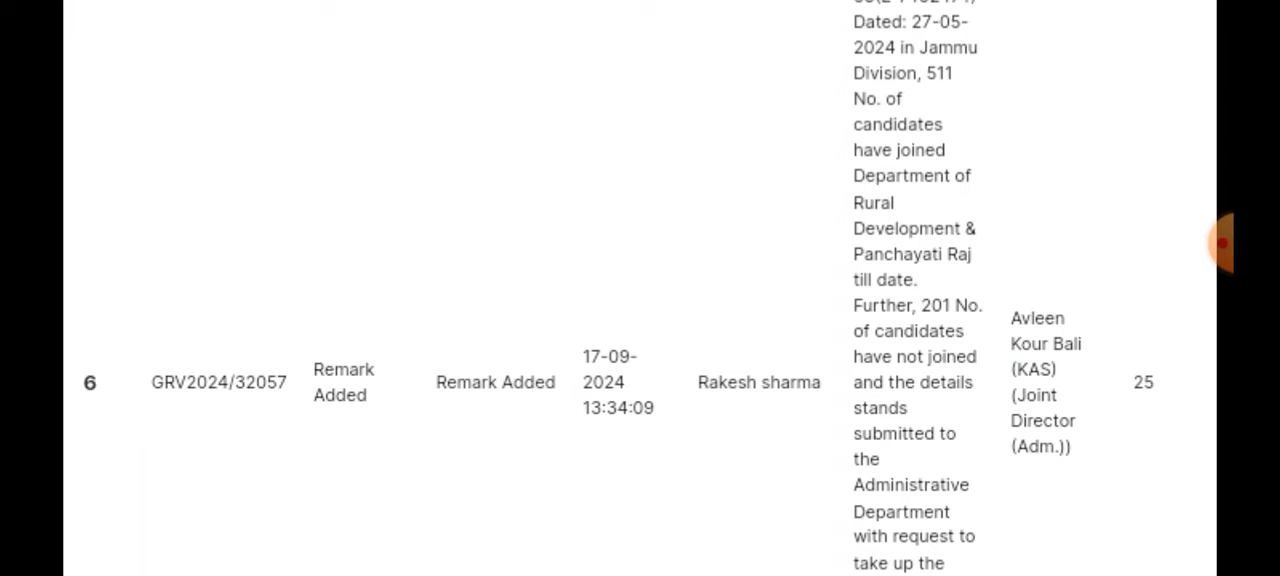 Dated: 27-05-
2024 in Jammu
Division, 511
No. of
candidates
have joined
Department of
Rural
Development &
Panchayati Raj
till date.
Further, 201 No.
of candidates
have not joined
and the details
stands
submitted to
the
Administrative
Department
with request to
take up the
6
GRV2024/32057
Remark
Added
Remark Added
17-09-
2024
13:34:09
Rakesh sharma
Avleen
Kour Bali
(KAS)
(Joint
Director
(Adm.))
25